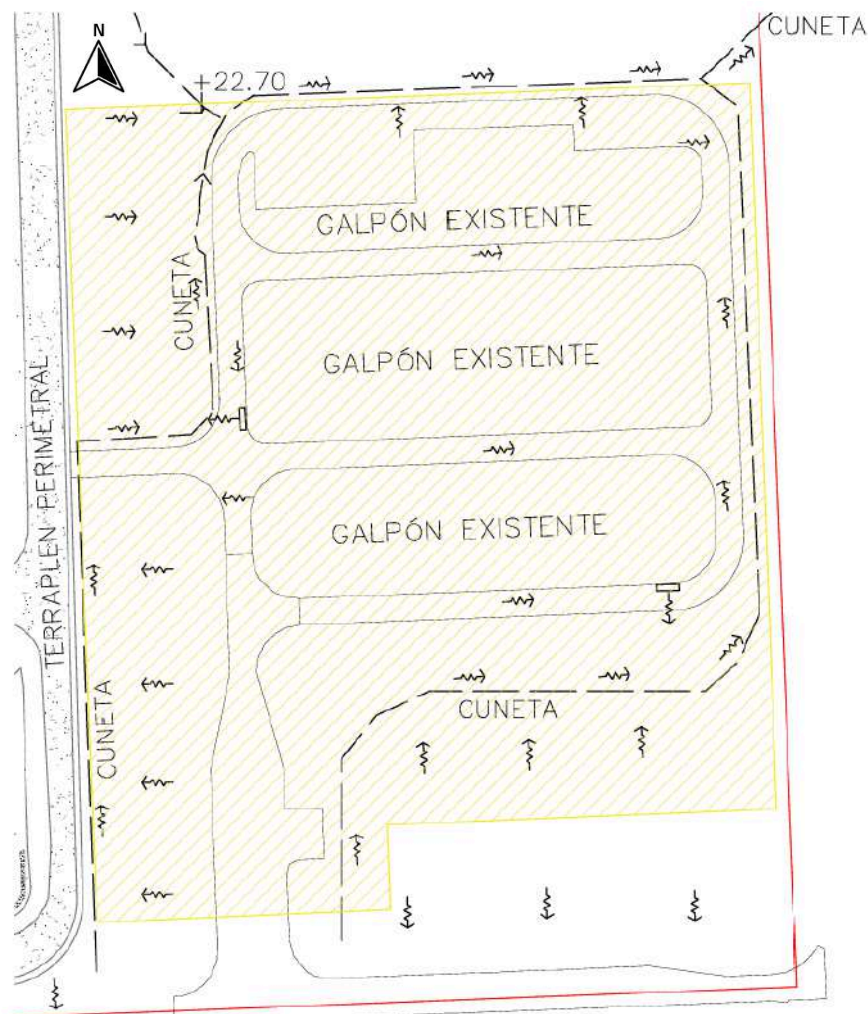 CUNETA
N
+22.70
GALPÓN EXISTENTE
CUNETA
GALPÓN EXISTENTE
TERRAPLEN PERIMETRAL
GALPÓN EXISTENTE
CUNETA
CUNETA